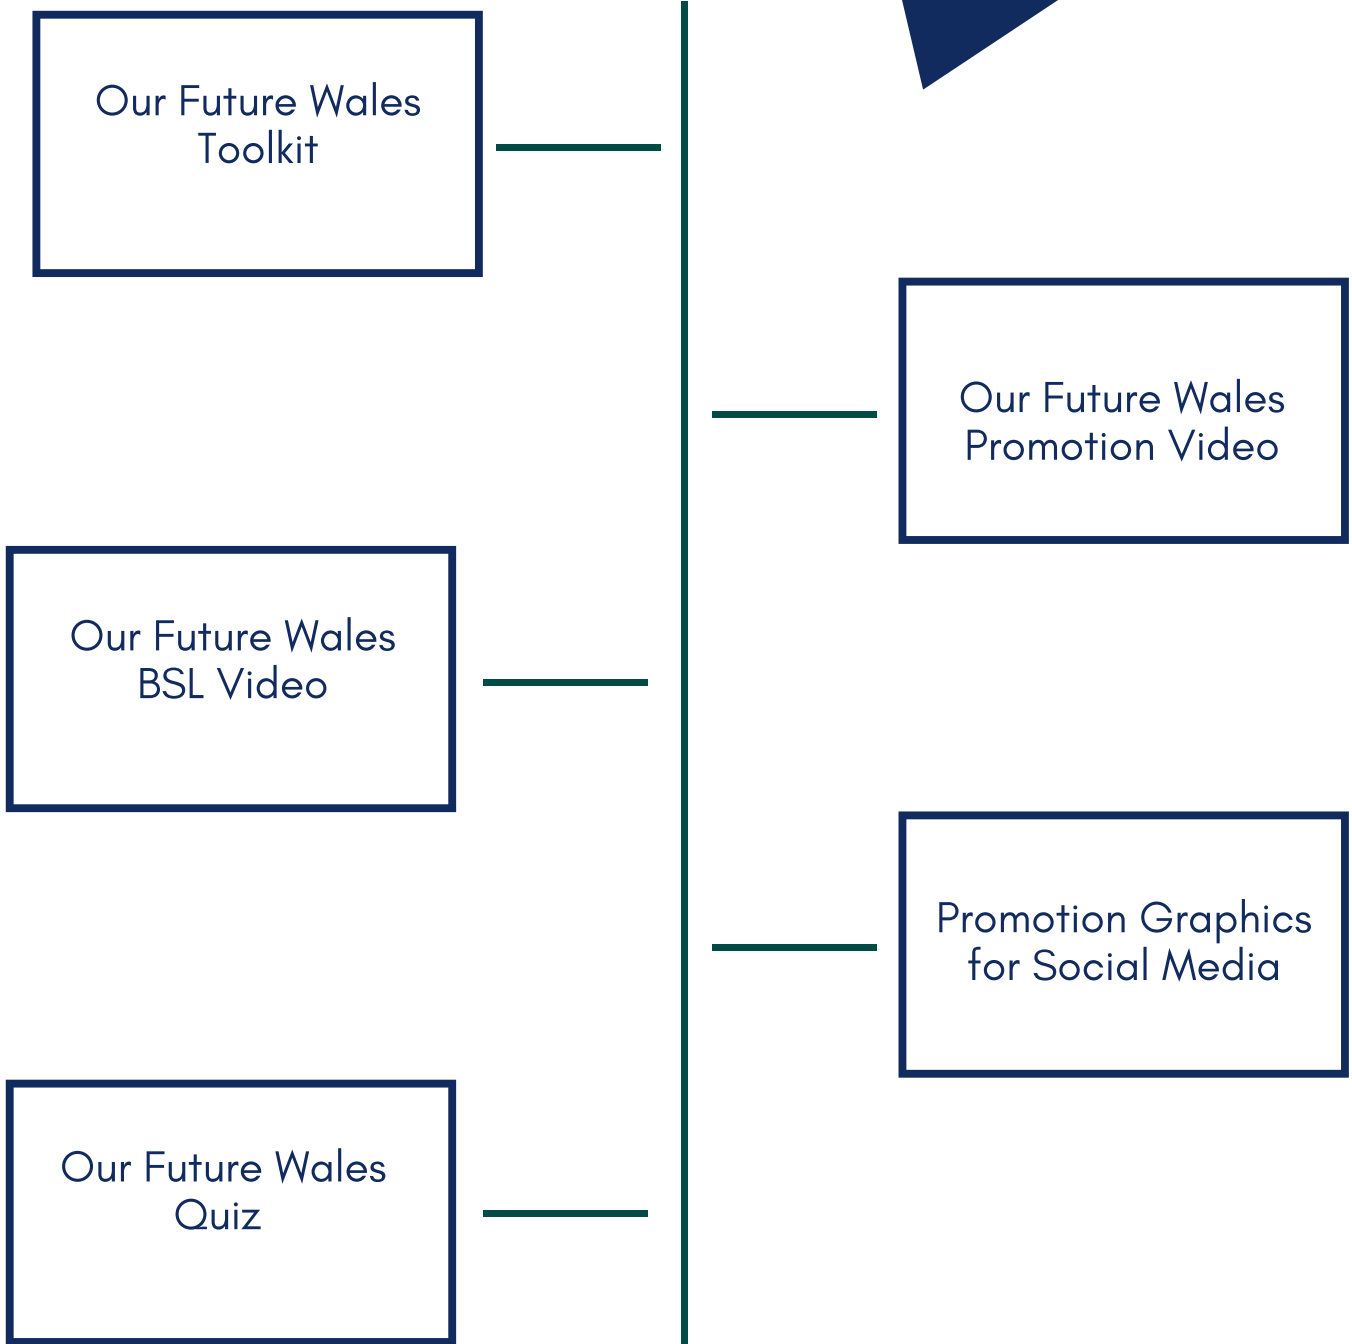 Our Future Wales
Toolkit
Our Future Wales
Promotion Video
Our Future Wales
BSL Video
Promotion Graphics
for Social Media
Our Future Wales
Quiz